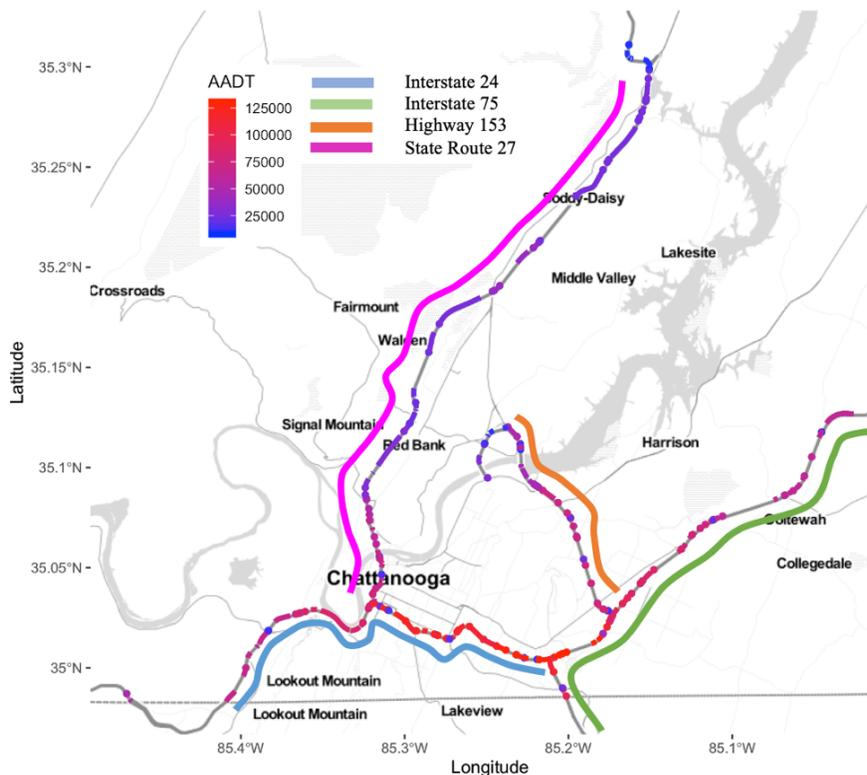 35.3°N
35.25°N
35.2°N
35.15°N
35.1°N
35.05°N
35°N
Latitude
AADT
125000
100000
75000
50000
25000
Interstate 24
Interstate 75
Highway 153
State Route 27
Soddy-Daisy
Lakesite
Middle Valley
Crossroads
Fairmount
Walden
Signal Mountain
Red Bank
Harrison
Ooltewah
Collegedale
Chattanooga
Lookout Mountain
Lookout Mountain
Lakeview
85.4°W
85.3°W
85.2°W
85.1°W
Longitude